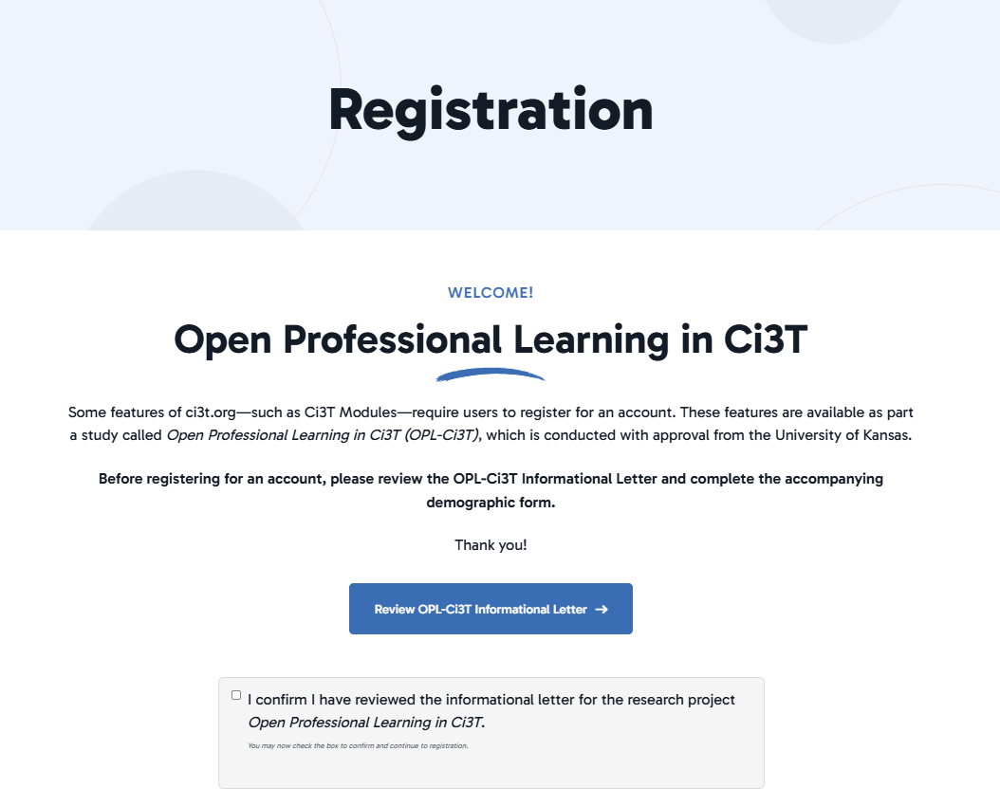 Registration
WELCOME!
Open Professional Learning in Ci3T
Some features of ci3t.org—such as Ci3T Modules—require users to register for an account. These features are available as part
a study called Open Professional Learning in Ci3T (OPL-Ci3T), which is conducted with approval from the University of Kansas.
Before registering for an account, please review the OPL-Ci3T Informational Letter and complete the accompanying
demographic form.
Thank you!
Review OPL-Ci3T Informational Letter →
I confirm I have reviewed the informational letter for the research project
Open Professional Learning in Ci3T.
You may now check the box to confirm and continue to registration.